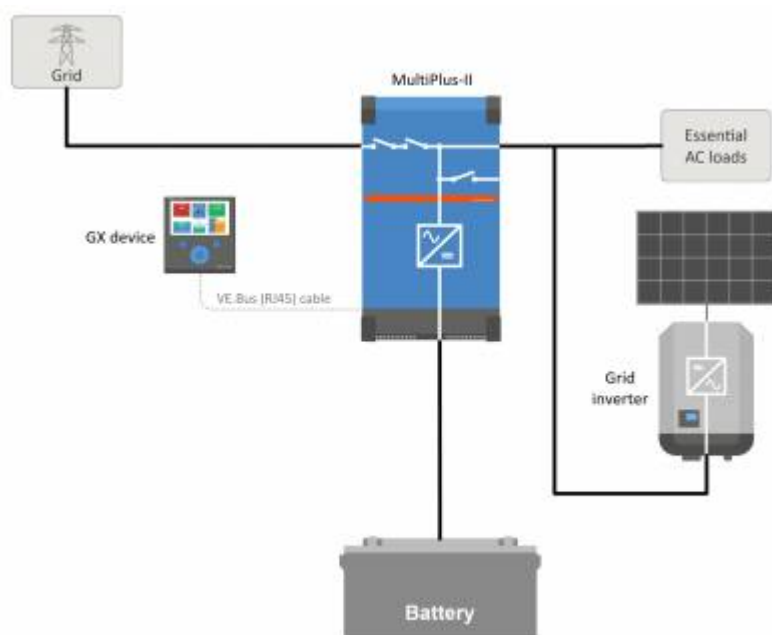 Grid
MultiPlus-II
Essential
AC loads
GX device
VE.Bus (RJ45) cable
Grid
inverter
Battery